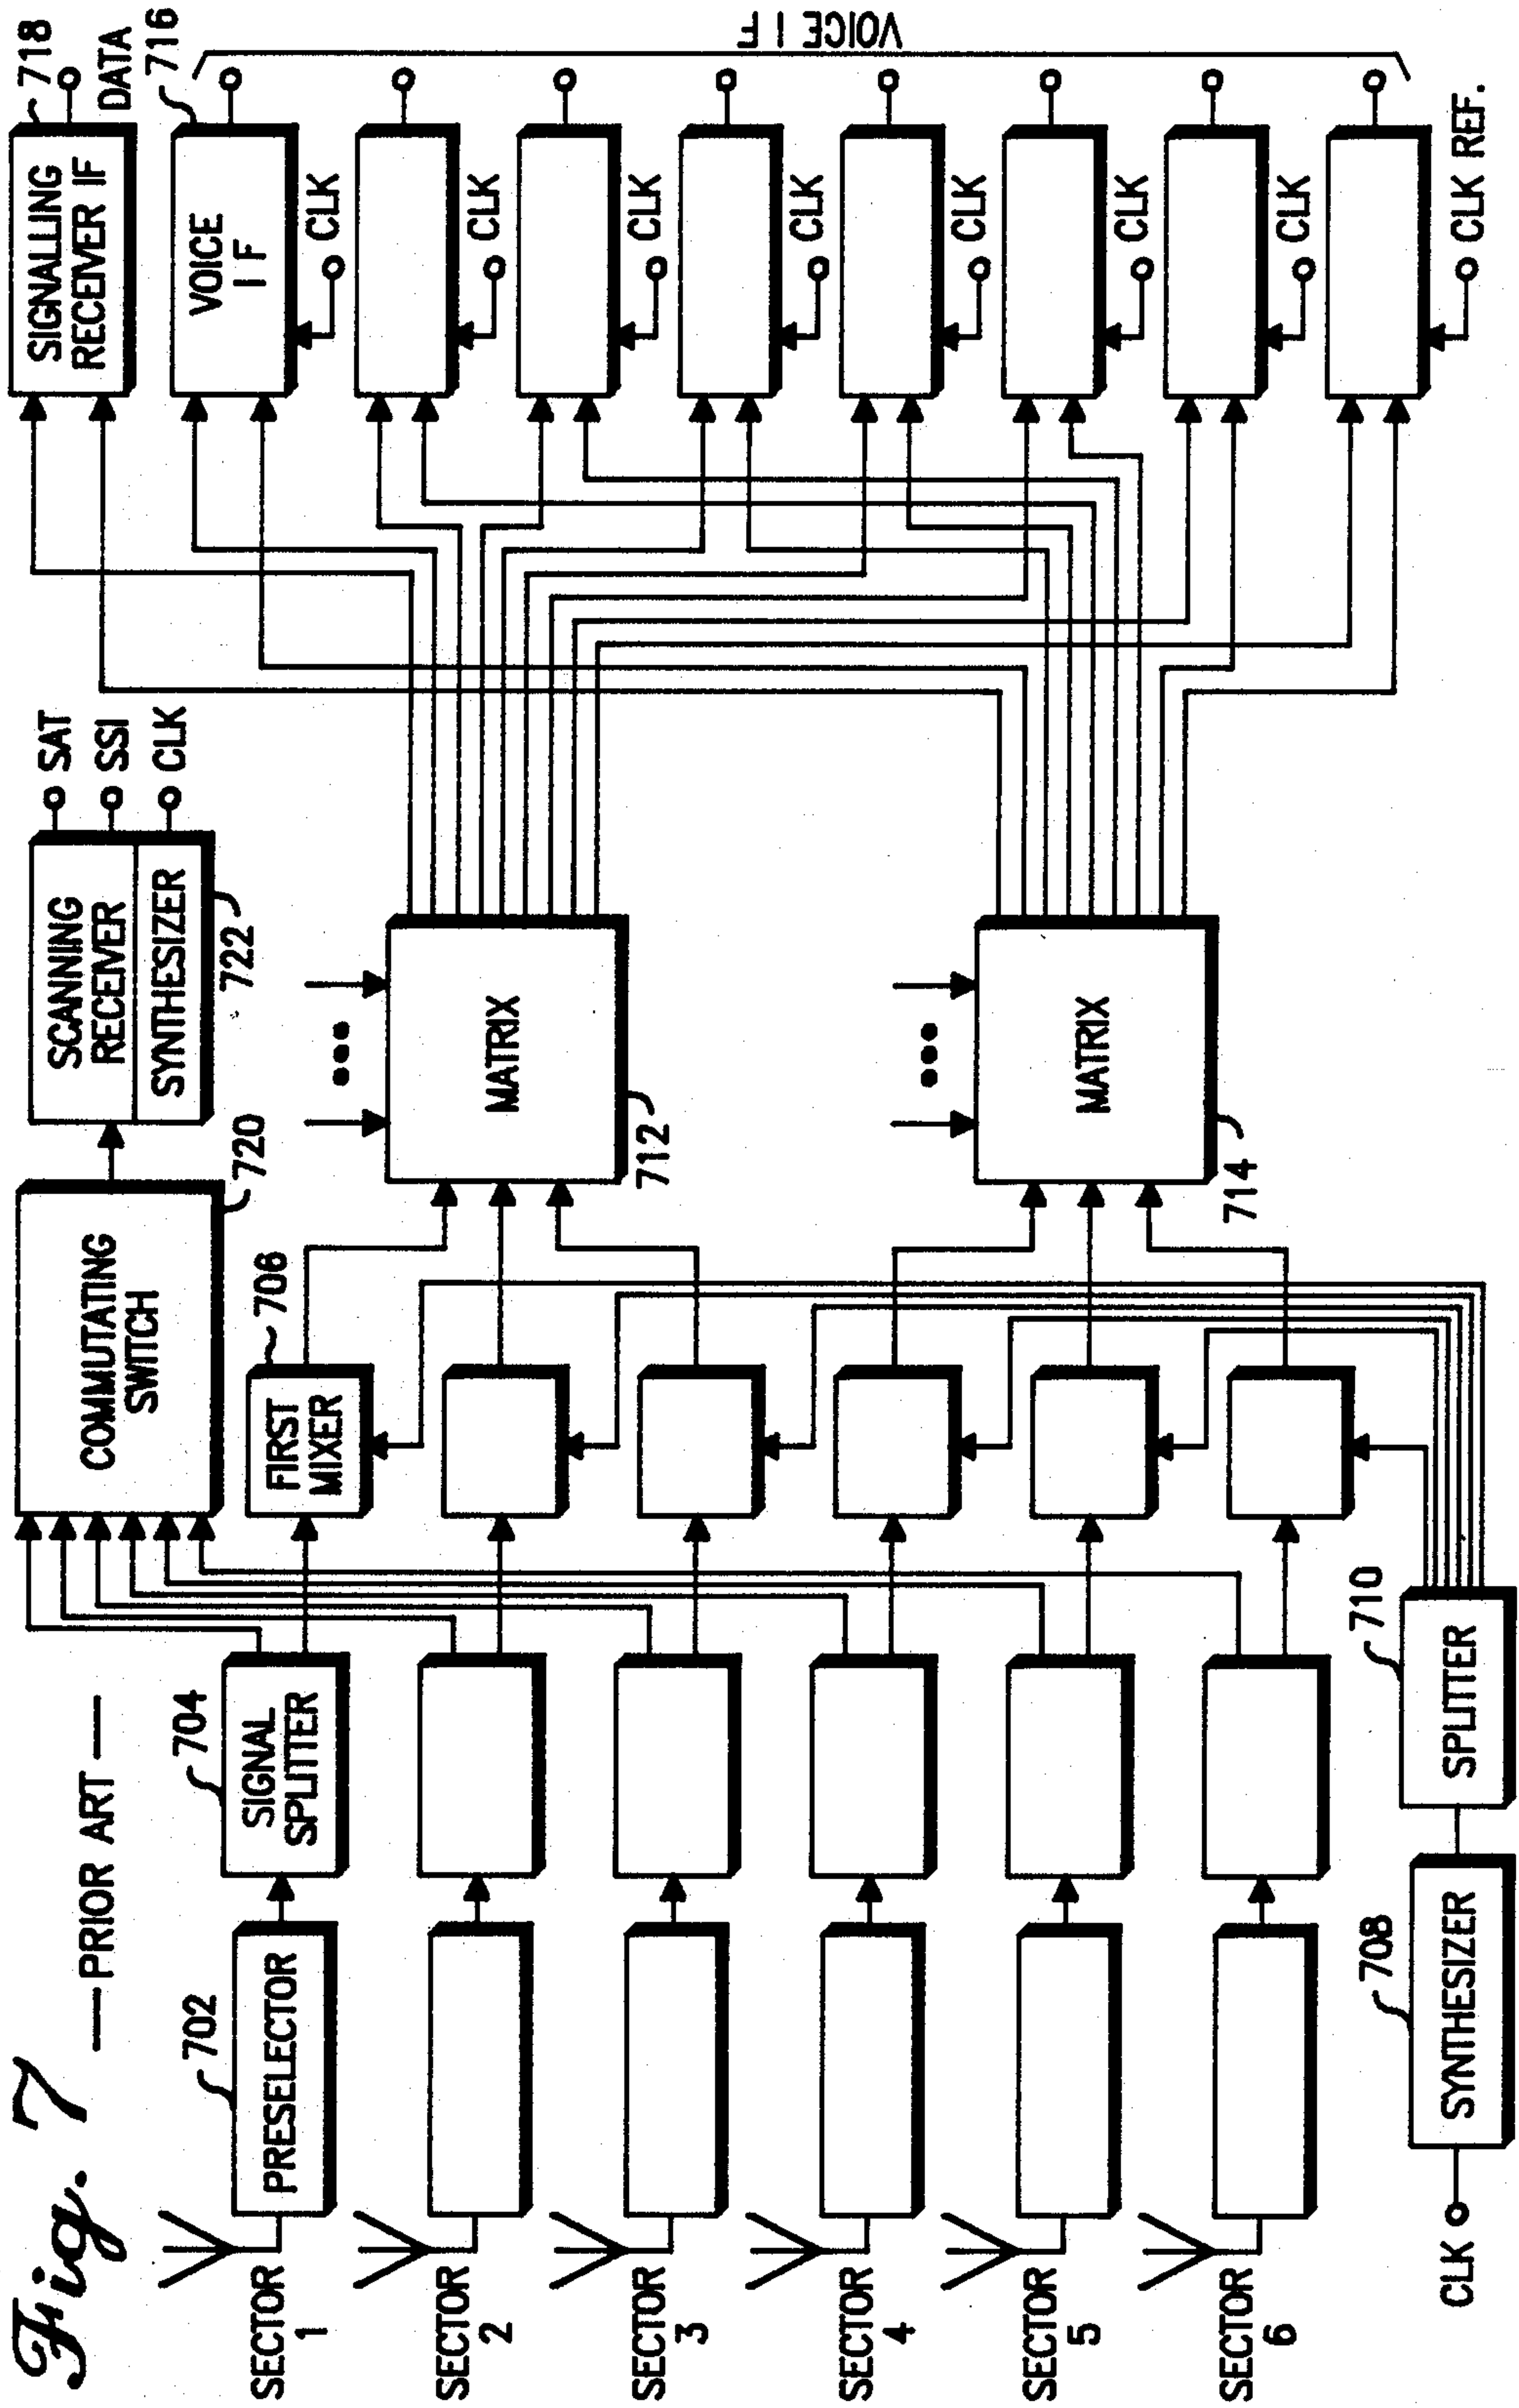 Fig. 7
—PRIOR ART—
SECTOR
1
SECTOR
2
SECTOR
3
SECTOR
4
SECTOR
5
SECTOR
6
702
PRESELECTOR
704
SIGNAL
SPLITTER
706
FIRST
MIXER
CLK
708
SYNTHESIZER
710
SPLITTER
COMMUTATING
SWITCH
720
SCANNING
RECEIVER
SYNTHESIZER
722
SAT
SSI
CLK
MATRIX
712
MATRIX
714
SIGNALLING
RECEIVER IF
718
DATA
VOICE
I F
716
CLK
CLK
CLK
CLK
CLK
CLK
CLK
CLK REF.
VOICE I F